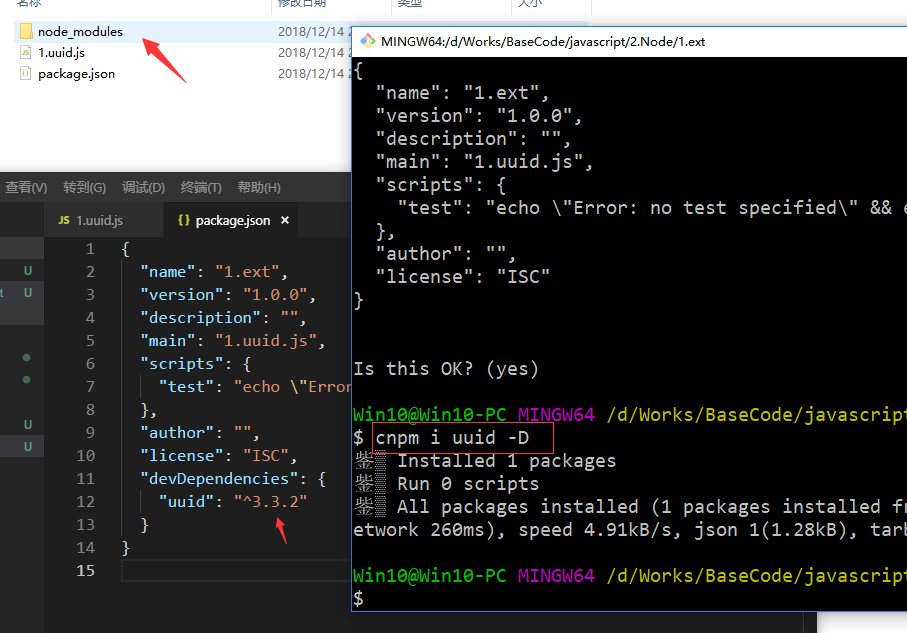 名称 修改日期 类型 大小
node_modules 2018/12/14 2
1.uuid.js 2018/12/14 2
package.json 2018/12/14 2
MINGW64:/d/Works/BaseCode/javascript/2.Node/1.ext
{
"name": "1.ext",
"version": "1.0.0",
"description": "",
"main": "1.uuid.js",
"scripts": {
"test": "echo \"Error: no test specified\" && e
},
"author": "",
"license": "ISC"
}
Is this OK? (yes)
Win10@Win10-PC MINGW64 /d/Works/BaseCode/javascript
$ cnpm i uuid -D
Installed 1 packages
Run 0 scripts
All packages installed (1 packages installed fr
etwork 260ms), speed 4.91kB/s, json 1(1.28kB), tarb
Win10@Win10-PC MINGW64 /d/Works/BaseCode/javascript
$
查看(V) 转到(G) 调试(D) 终端(T) 帮助(H)
JS 1.uuid.js {} package.json ×
U
t U
U
U
1 {
2 "name": "1.ext",
3 "version": "1.0.0",
4 "description": "",
5 "main": "1.uuid.js",
6 "scripts": {
7 "test": "echo \"Error
8 },
9 "author": "",
10 "license": "ISC",
11 "devDependencies": {
12 "uuid": "^3.3.2"
13 }
14 }
15